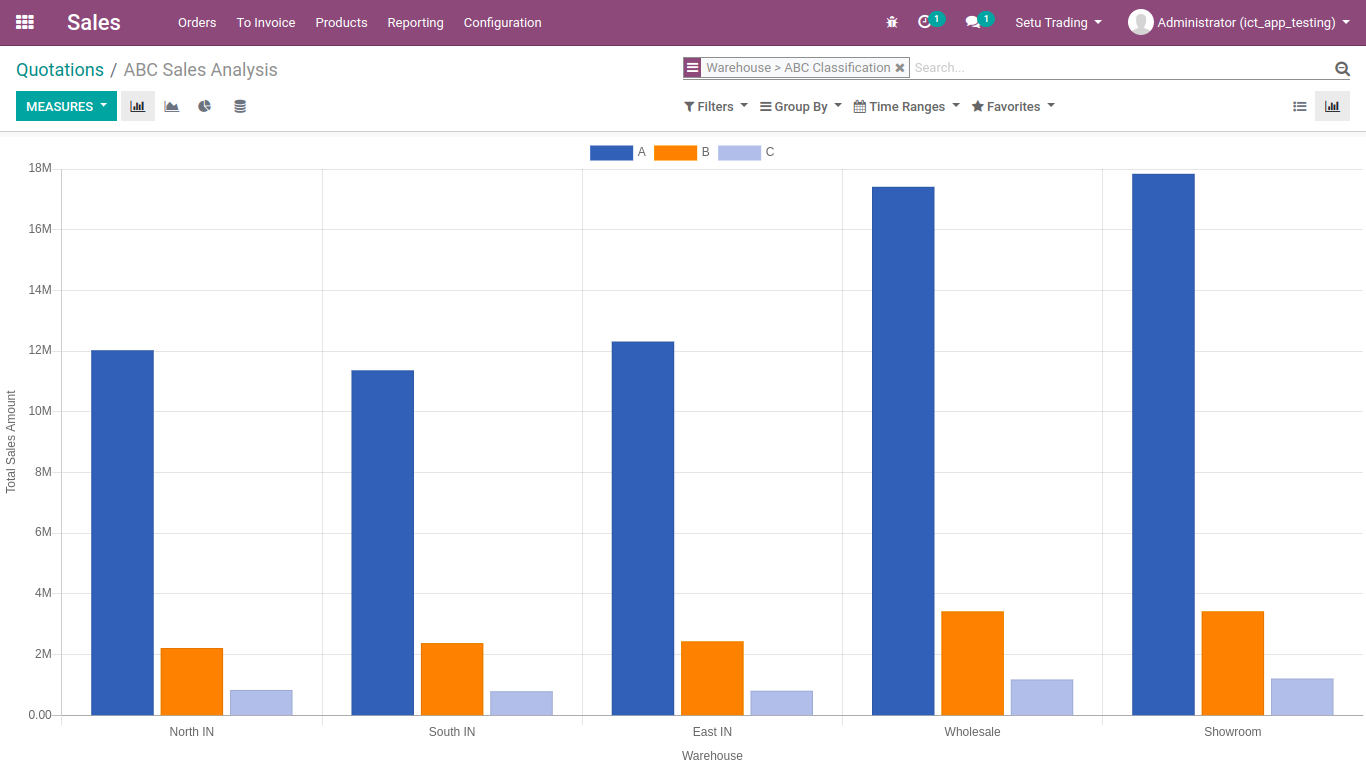 Sales Orders To Invoice Products Reporting Configuration 1 1 Setu Trading Administrator (ict_app_testing)
Quotations / ABC Sales Analysis
Warehouse > ABC Classification Search...
MEASURES Filters Group By Time Ranges Favorites
A B C
18M
16M
14M
12M
10M
8M
6M
4M
2M
0.00
Total Sales Amount
North IN South IN East IN Wholesale Showroom
Warehouse